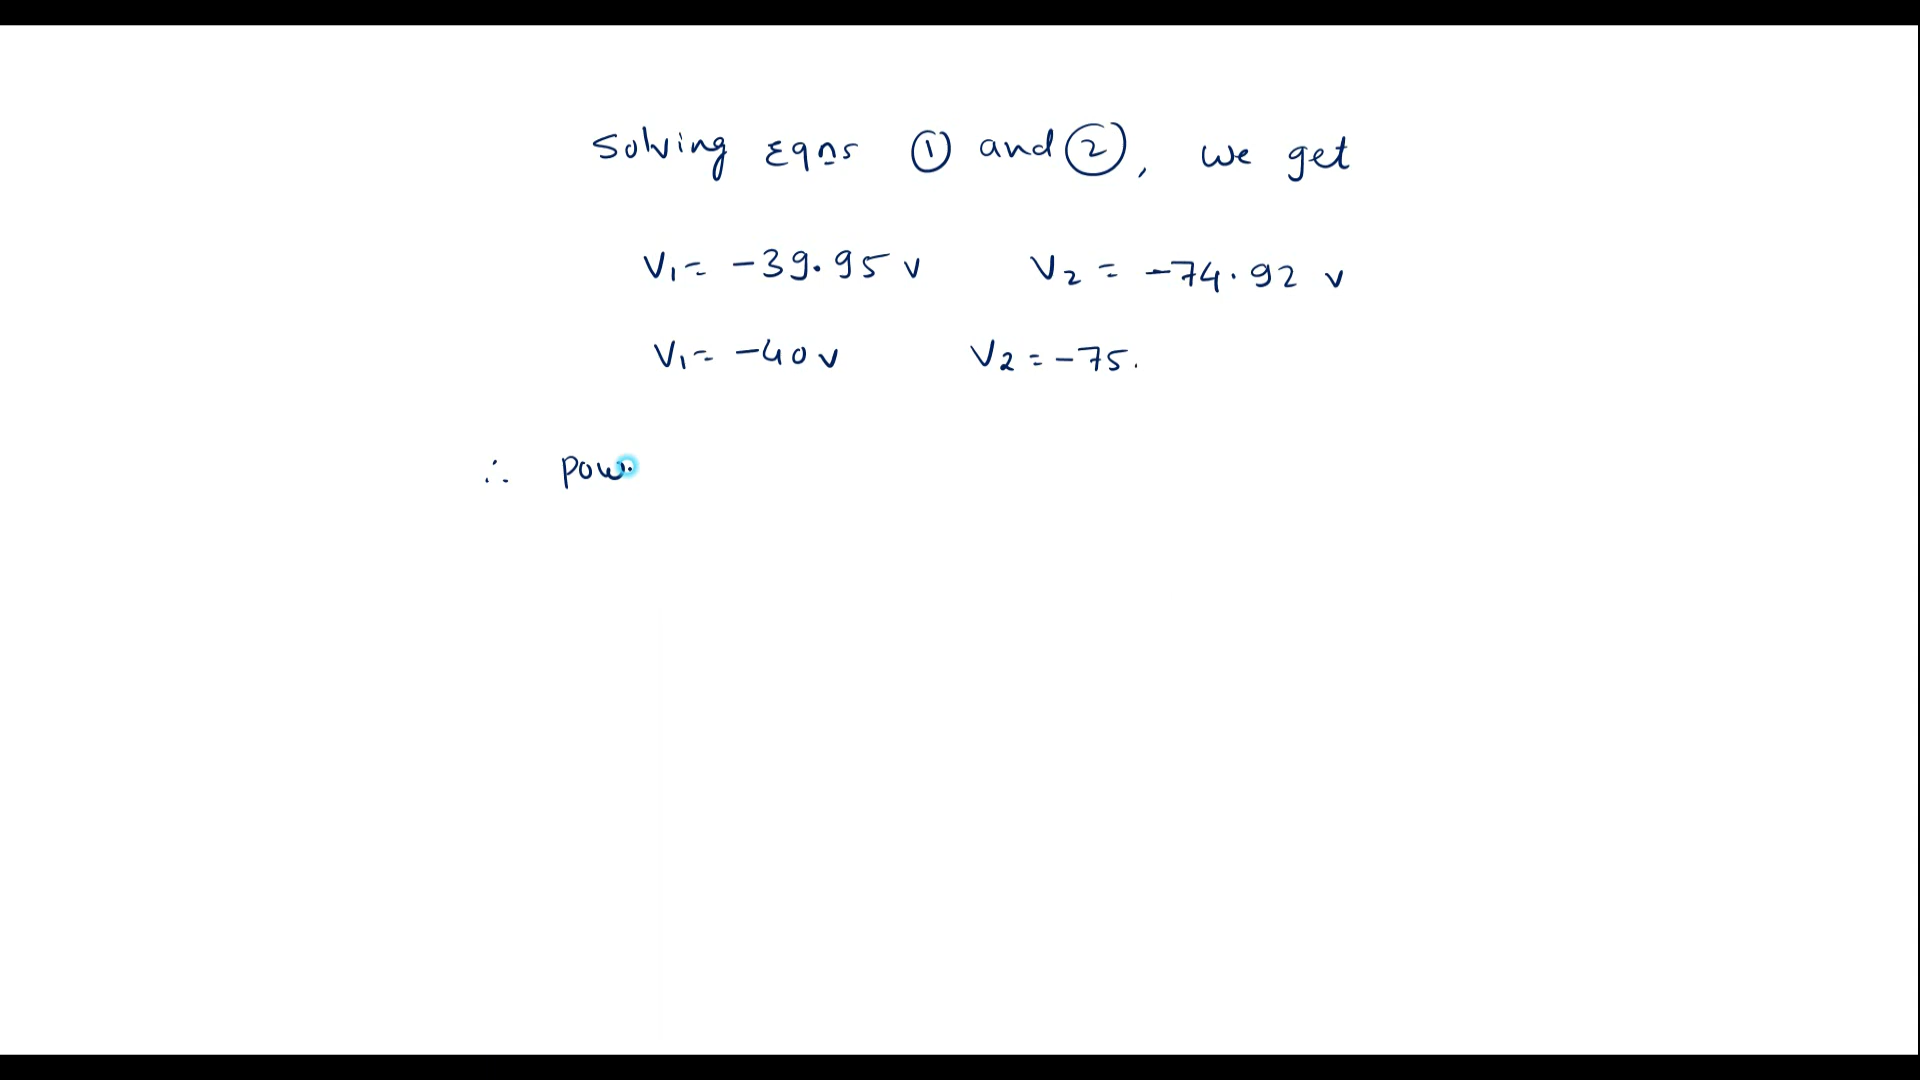 Solving Eqns ① and ②, we get
V₁ = -39.95 v V₂ = -74.92 v
V₁ = -40 v V₂ = -75.
∴ pow